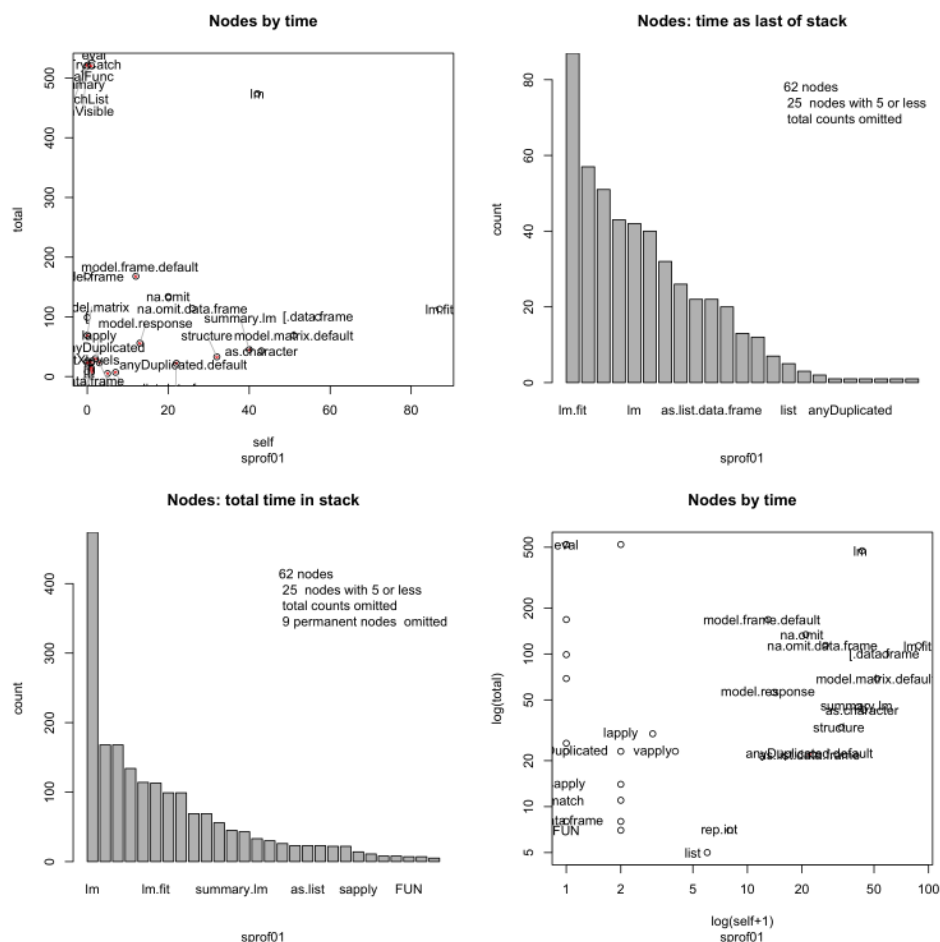 Nodes by time
eval
alFunc
chList
Visible
lm
model.frame.default
na.omit
na.omit.data.frame
summary.lm
[.data.frame
lm.fit
model.response
structure
model.matrix.default
as.character
anyDuplicated.default
total
0 100 200 300 400 500
0 20 40 60 80
self
sprof01
Nodes: time as last of stack
62 nodes
25 nodes with 5 or less
total counts omitted
count
0 20 40 60 80
lm.fit lm as.list.data.frame list anyDuplicated
sprof01
Nodes: total time in stack
62 nodes
25 nodes with 5 or less
total counts omitted
9 permanent nodes omitted
count
0 100 200 300 400
lm lm.fit summary.lm as.list sapply FUN
sprof01
Nodes by time
eval
lm
model.frame.default
na.omit
na.omit.data.frame
lm.fit
[.data.frame
model.matrix.defaul
model.response
summary.lm
as.character
structure
lapply
Duplicated
vapply
anyDuplicated.default
as.list.data.frame
apply
match
ta.frame
FUN
rep.int
list
log(total)
5 10 20 50 100 200 500
1 2 5 10 20 50 100
log(self+1)
sprof01